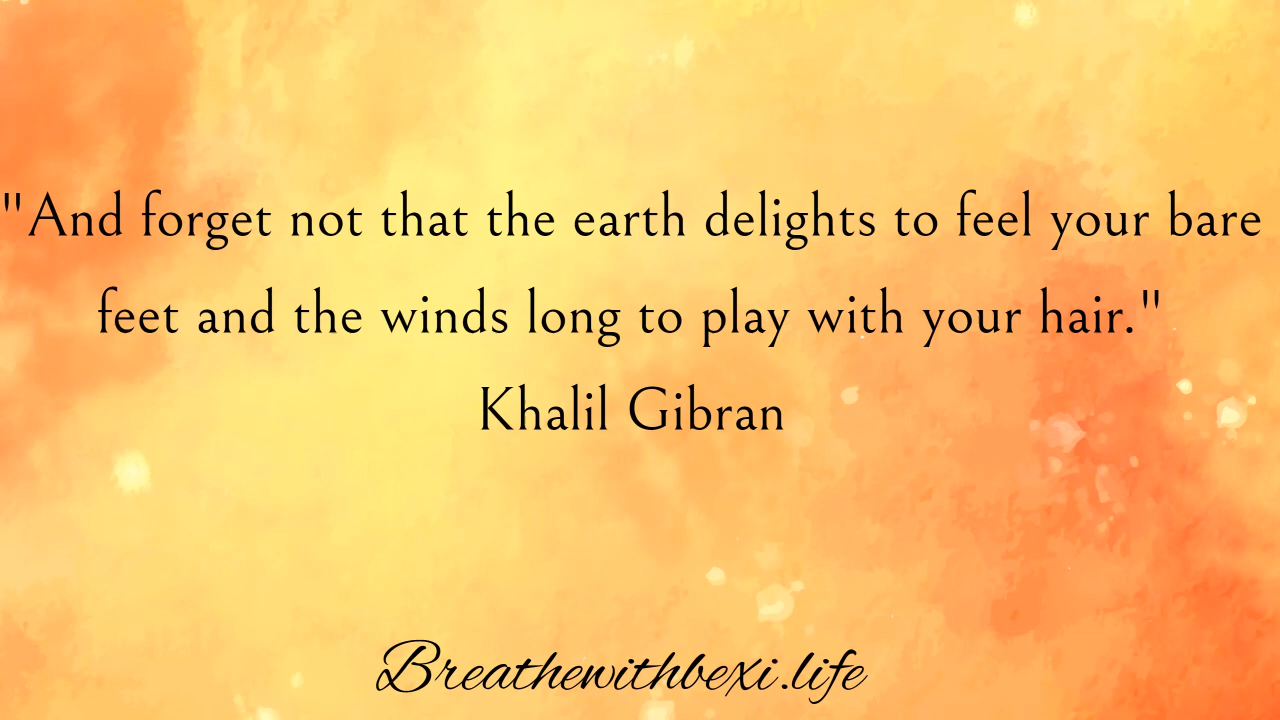 "And forget not that the earth delights to feel your bare
feet and the winds long to play with your hair."
Khalil Gibran
Breathewithbexi.life